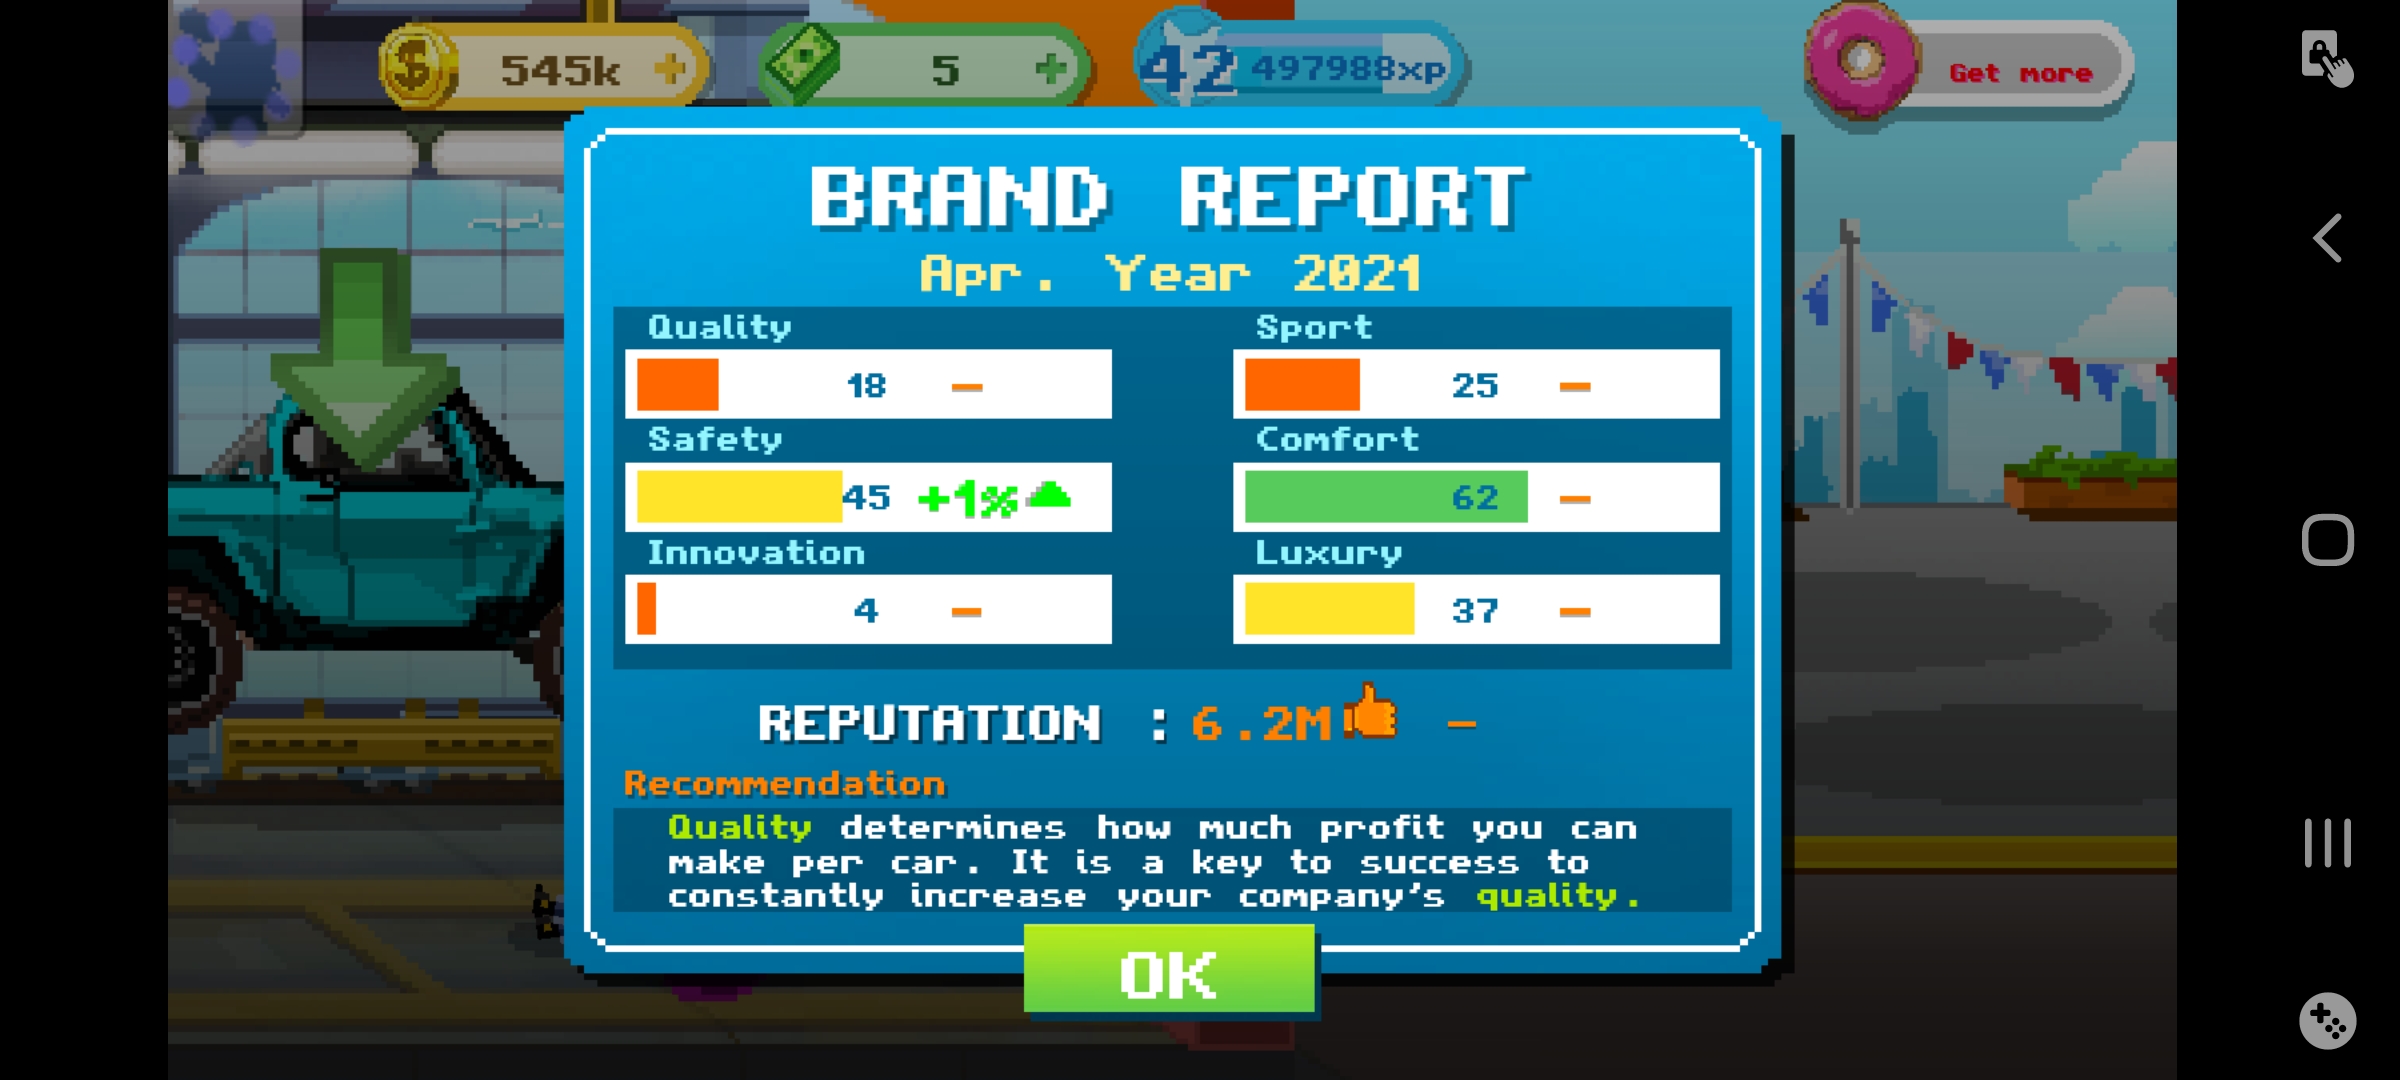 545k +
5 +
42 497988xp
Get more
BRAND REPORT
Apr. Year 2021
Quality
Sport
18 -
25 -
Safety
Comfort
45 +1%
62 -
Innovation
Luxury
4 -
37 -
REPUTATION : 6.2M -
Recommendation
Quality determines how much profit you can
make per car. It is a key to success to
constantly increase your company's quality.
OK